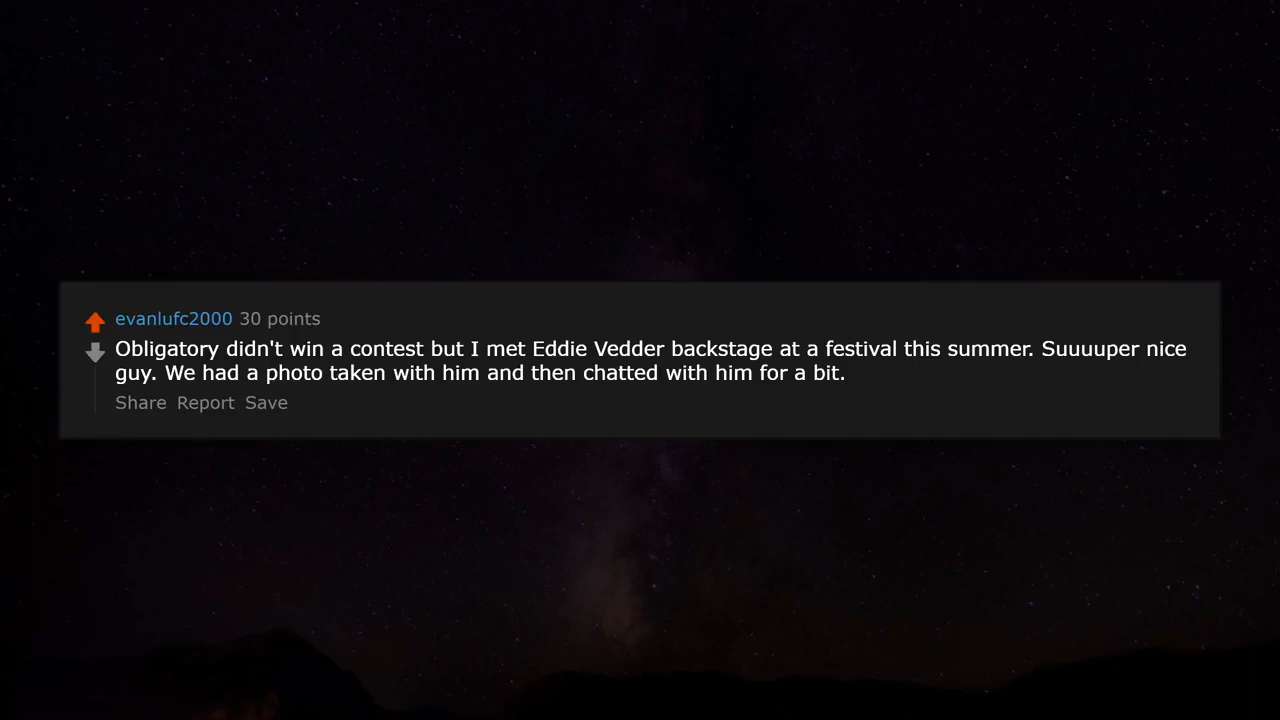 evanlufc2000 30 points
Obligatory didn't win a contest but I met Eddie Vedder backstage at a festival this summer. Suuuuper nice
guy. We had a photo taken with him and then chatted with him for a bit.
Share Report Save